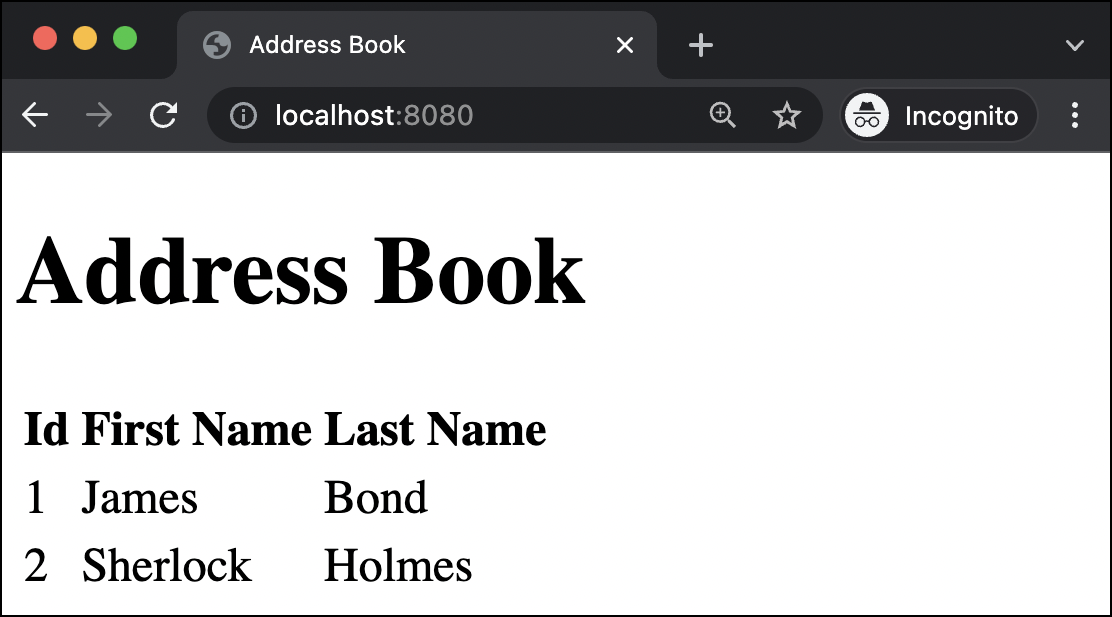 Address Book
localhost:8080
Incognito
Address Book
Id First Name Last Name
1 James Bond
2 Sherlock Holmes